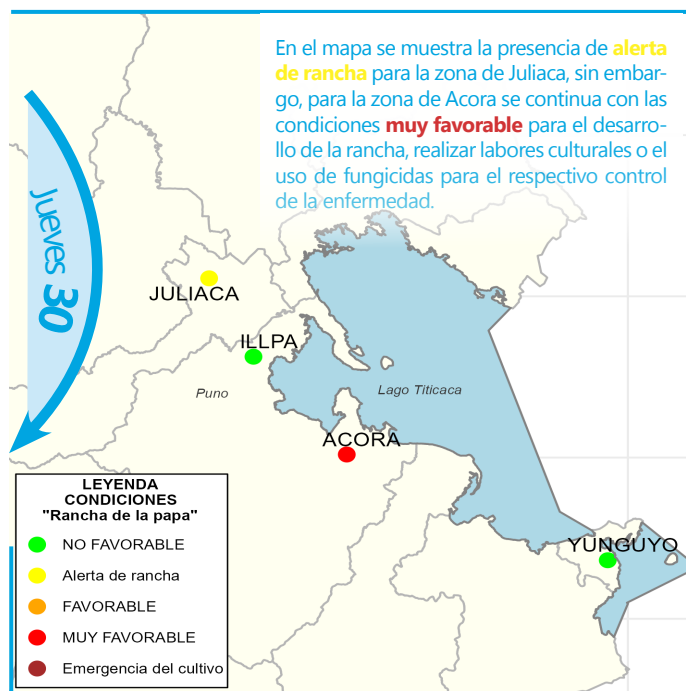 En el mapa se muestra la presencia de alerta
de rancha para la zona de Juliaca, sin embar-
go, para la zona de Acora se continua con las
condiciones muy favorable para el desarro-
llo de la rancha, realizar labores culturales o el
uso de fungicidas para el respectivo control
de la enfermedad.
Jueves 30
JULIACA
ILLPA
Puno
Lago Titicaca
ACORA
YUNGUYO
LEYENDA
CONDICIONES
"Rancha de la papa"
NO FAVORABLE
Alerta de rancha
FAVORABLE
MUY FAVORABLE
Emergencia del cultivo